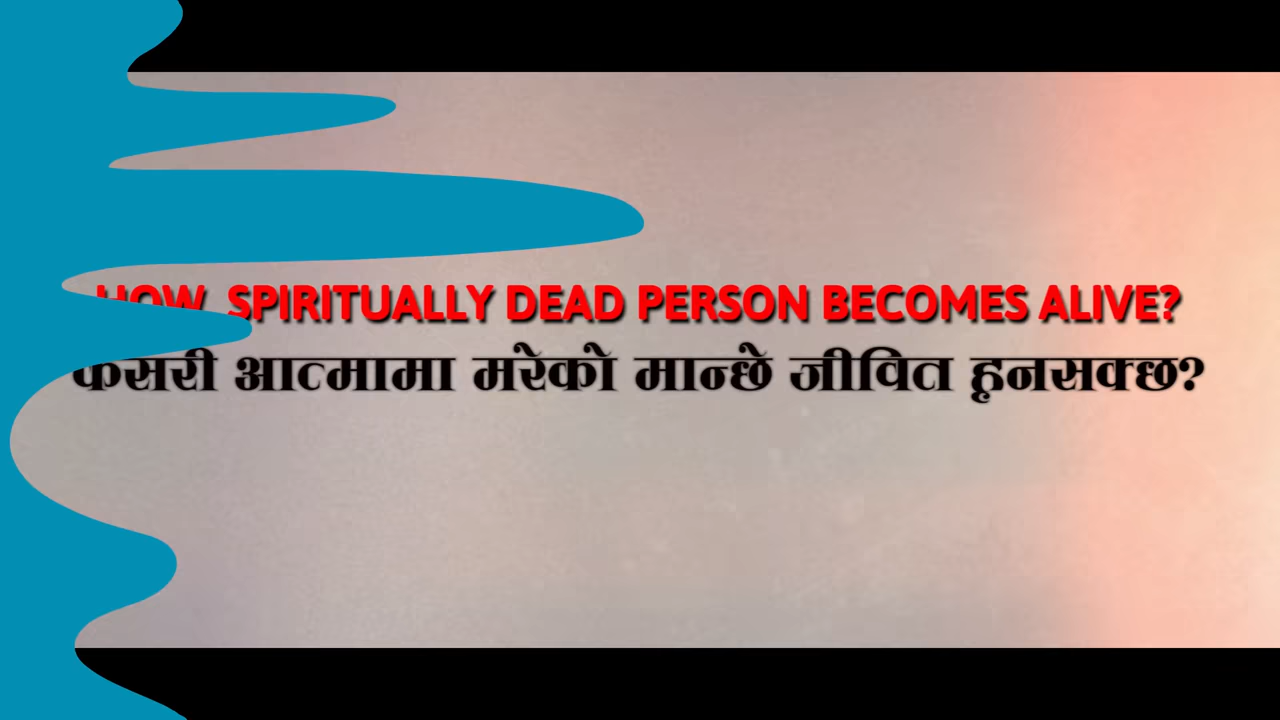 HOW SPIRITUALLY DEAD PERSON BECOMES ALIVE?
कसरी आत्मामा मरेको मान्छे जीवित हुनसक्छ?